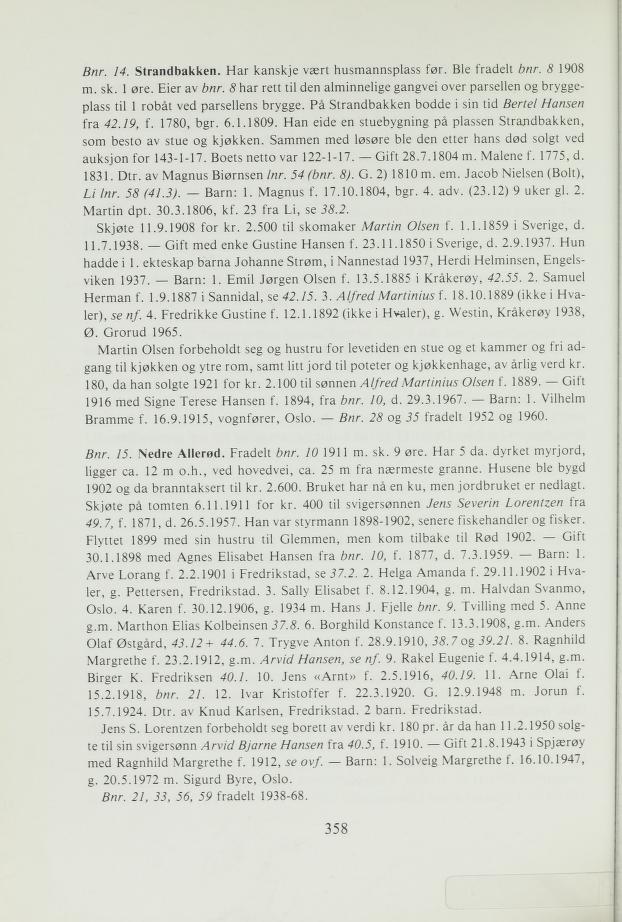 Bnr. 14. Strandbakken. Har kanskje vært husmannsplass før. Ble fradelt bnr. 8 1908
m. sk. 1 øre. Eier av bnr. 8 har rett til den alminnelige gangvei over parsellen og brygge-
plass til 1 robåt ved parsellens brygge. På Strandbakken bodde i sin tid Bertel Hansen
fra 42.19, f. 1780, bgr. 6.1.1809. Han eide en stuebygning på plassen Strandbakken,
som besto av stue og kjøkken. Sammen med løsøre ble den etter hans død solgt ved
auksjon for 143-1-17. Boets netto var 122-1-17. — Gift 28.7.1804 m. Malene f. 1775, d.
1831. Dtr. av Magnus Biørnsen lnr. 54 (bnr. 8). G. 2) 1810 m. em. Jacob Nielsen (Bolt),
Li lnr. 58 (41.3). — Barn: 1. Magnus f. 17.10.1804, bgr. 4. adv. (23.12) 9 uker gl. 2.
Martin dpt. 30.3.1806, kf. 23 fra Li, se 38.2.
Skjøte 11.9.1908 for kr. 2.500 til skomaker Martin Olsen f. 1.1.1859 i Sverige, d.
11.7.1938. — Gift med enke Gustine Hansen f. 23.11.1850 i Sverige, d. 2.9.1937. Hun
hadde i 1. ekteskap barna Johanne Strøm, i Nannestad 1937, Herdi Helminsen, Engels-
viken 1937. — Barn: 1. Emil Jørgen Olsen f. 13.5.1885 i Kråkerøy, 42.55. 2. Samuel
Herman f. 1.9.1887 i Sannidal, se 42.15. 3. Alfred Martinius f. 18.10.1889 (ikke i Hva-
ler), se nf. 4. Fredrikke Gustine f. 12.1.1892 (ikke i Hvaler), g. Westin, Kråkerøy 1938,
Ø. Grorud 1965.
Martin Olsen forbeholdt seg og hustru for levetiden en stue og et kammer og fri ad-
gang til kjøkken og ytre rom, samt litt jord til poteter og kjøkkenhage, av årlig verd kr.
180, da han solgte 1921 for kr. 2.100 til sønnen Alfred Martinius Olsen f. 1889. — Gift
1916 med Signe Terese Hansen f. 1894, fra bnr. 10, d. 29.3.1967. — Barn: 1. Vilhelm
Bramme f. 16.9.1915, vognfører, Oslo. — Bnr. 28 og 35 fradelt 1952 og 1960.
Bnr. 15. Nedre Allerød. Fradelt bnr. 10 1911 m. sk. 9 øre. Har 5 da. dyrket myrjord,
ligger ca. 12 m o.h., ved hovedvei, ca. 25 m fra nærmeste granne. Husene ble bygd
1902 og da branntaksert til kr. 2.600. Bruket har nå en ku, men jordbruket er nedlagt.
Skjøte på tomten 6.11.1911 for kr. 400 til svigersønnen Jens Severin Lorentzen fra
49.7, f. 1871, d. 26.5.1957. Han var styrmann 1898-1902, senere fiskehandler og fisker.
Flyttet 1899 med sin hustru til Glemmen, men kom tilbake til Rød 1902. — Gift
30.1.1898 med Agnes Elisabet Hansen fra bnr. 10, f. 1877, d. 7.3.1959. — Barn: 1.
Arve Lorang f. 2.2.1901 i Fredrikstad, se 37.2. 2. Helga Amanda f. 29.11.1902 i Hva-
ler, g. Pettersen, Fredrikstad. 3. Sally Elisabet f. 8.12.1904, g. m. Halvdan Svanmo,
Oslo. 4. Karen f. 30.12.1906, g. 1934 m. Hans J. Fjelle bnr. 9. Tvilling med 5. Anne
g.m. Marthon Elias Kolbeinsen 37.8. 6. Borghild Konstance f. 13.3.1908, g.m. Anders
Olaf Østgård, 43.12 + 44.6. 7. Trygve Anton f. 28.9.1910, 38.7 og 39.21. 8. Ragnhild
Margrethe f. 23.2.1912, g.m. Arvid Hansen, se nf. 9. Rakel Eugenie f. 4.4.1914, g.m.
Birger K. Fredriksen 40.1. 10. Jens «Arnt» f. 2.5.1916, 40.19. 11. Arne Olai f.
15.2.1918, bnr. 21. 12. Ivar Kristoffer f. 22.3.1920. G. 12.9.1948 m. Jorun f.
15.7.1924. Dtr. av Knud Karlsen, Fredrikstad. 2 barn. Fredrikstad.
Jens S. Lorentzen forbeholdt seg borett av verdi kr. 180 pr. år da han 11.2.1950 solg-
te til sin svigersønn Arvid Bjarne Hansen fra 40.5, f. 1910. — Gift 21.8.1943 i Spjærøy
med Ragnhild Margrethe f. 1912, se ovf. — Barn: 1. Solveig Margrethe f. 16.10.1947,
g. 20.5.1972 m. Sigurd Byre, Oslo.
Bnr. 21, 33, 56, 59 fradelt 1938-68.
358